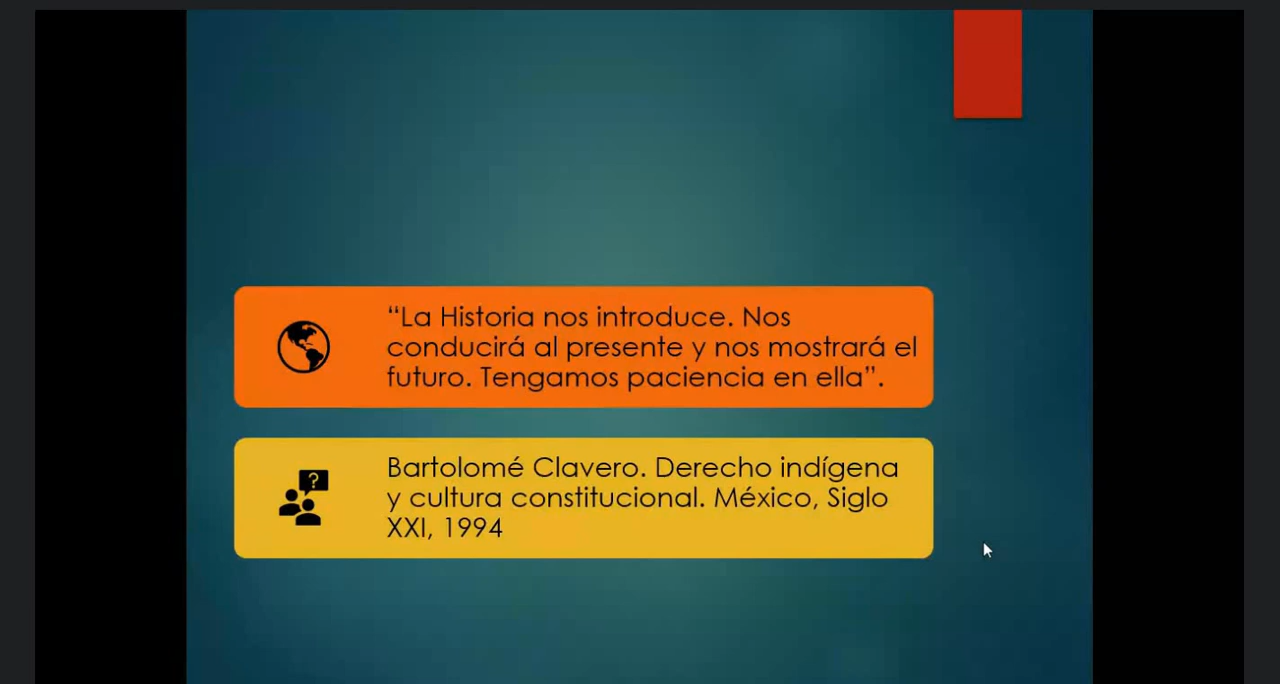 “La Historia nos introduce. Nos
conducirá al presente y nos mostrará el
futuro. Tengamos paciencia en ella”.
?
Bartolomé Clavero. Derecho indígena
y cultura constitucional. México, Siglo
XXI, 1994